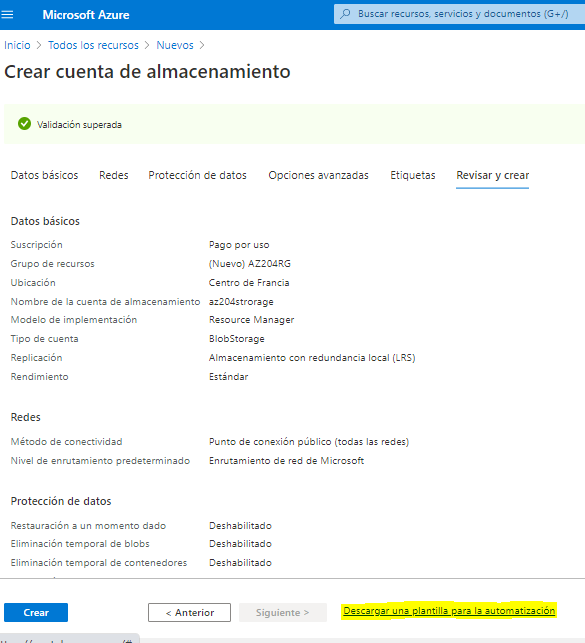 Microsoft Azure
Buscar recursos, servicios y documentos (G+/)
Inicio > Todos los recursos > Nuevos >
Crear cuenta de almacenamiento
Validación superada
Datos básicos Redes Protección de datos Opciones avanzadas Etiquetas Revisar y crear
Datos básicos
Suscripción Pago por uso
Grupo de recursos (Nuevo) AZ204RG
Ubicación Centro de Francia
Nombre de la cuenta de almacenamiento az204strorage
Modelo de implementación Resource Manager
Tipo de cuenta BlobStorage
Replicación Almacenamiento con redundancia local (LRS)
Rendimiento Estándar
Redes
Método de conectividad Punto de conexión público (todas las redes)
Nivel de enrutamiento predeterminado Enrutamiento de red de Microsoft
Protección de datos
Restauración a un momento dado Deshabilitado
Eliminación temporal de blobs Deshabilitado
Eliminación temporal de contenedores Deshabilitado
Crear < Anterior Siguiente > Descargar una plantilla para la automatización